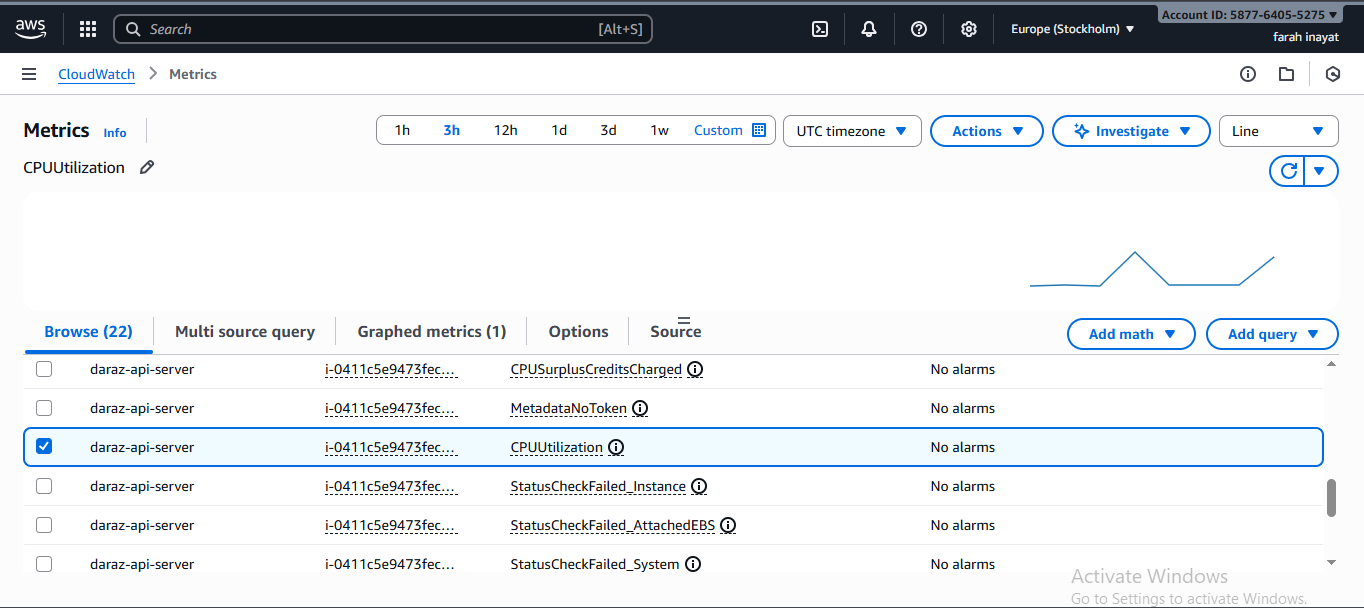 aws
Search [Alt+S]
Europe (Stockholm)
Account ID: 5877-6405-5275
farah inayat
CloudWatch Metrics
Metrics Info
1h 3h 12h 1d 3d 1w Custom
UTC timezone
Actions
Investigate
Line
CPUUtilization
Browse (22) Multi source query Graphed metrics (1) Options Source
Add math Add query
daraz-api-server i-0411c5e9473fec... CPUSurplusCreditsCharged No alarms
daraz-api-server i-0411c5e9473fec... MetadataNoToken No alarms
daraz-api-server i-0411c5e9473fec... CPUUtilization No alarms
daraz-api-server i-0411c5e9473fec... StatusCheckFailed_Instance No alarms
daraz-api-server i-0411c5e9473fec... StatusCheckFailed_AttachedEBS No alarms
daraz-api-server i-0411c5e9473fec... StatusCheckFailed_System No alarms
Activate Windows
Go to Settings to activate Windows.